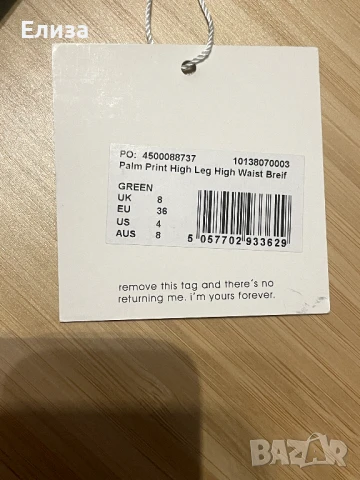 Елиза
PO: 4500088737 10138070003
Palm Print High Leg High Waist Breif
GREEN
UK 8
EU 36
US 4
AUS 8
5 057702 933629
remove this tag and there's no
returning me. i'm yours forever.
BAZAR